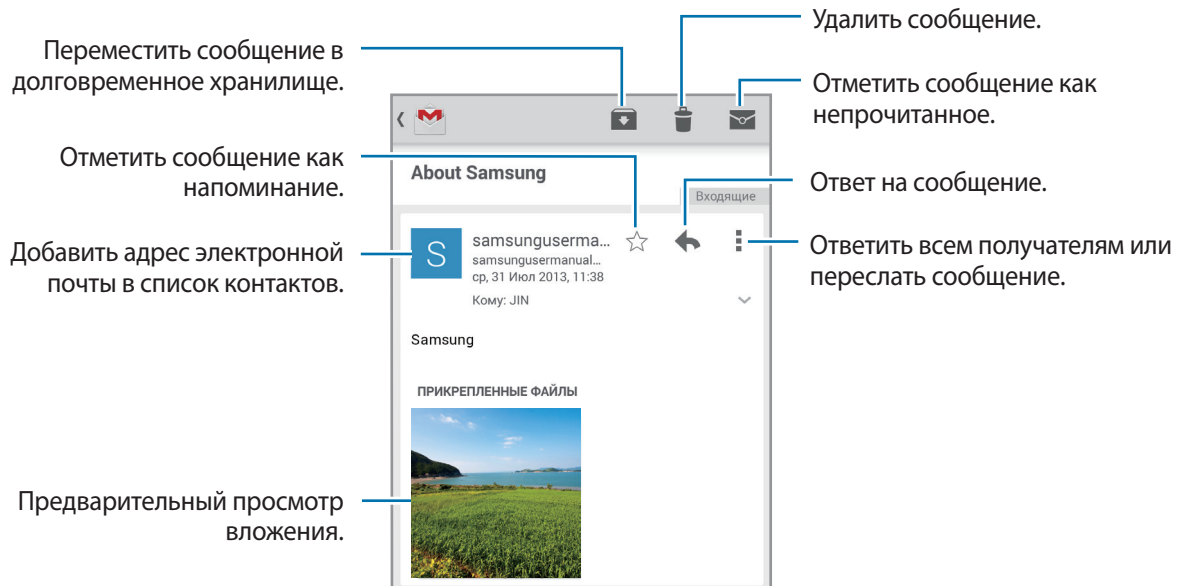 Переместить сообщение в
долговременное хранилище.
Отметить сообщение как
напоминание.
Добавить адрес электронной
почты в список контактов.
Предварительный просмотр
вложения.
About Samsung
Входящие
S
samsunguserma...
samsungusermanual...
ср, 31 Июл 2013, 11:38
Кому: JIN
Samsung
ПРИКРЕПЛЕННЫЕ ФАЙЛЫ
Удалить сообщение.
Отметить сообщение как
непрочитанное.
Ответ на сообщение.
Ответить всем получателям или
переслать сообщение.